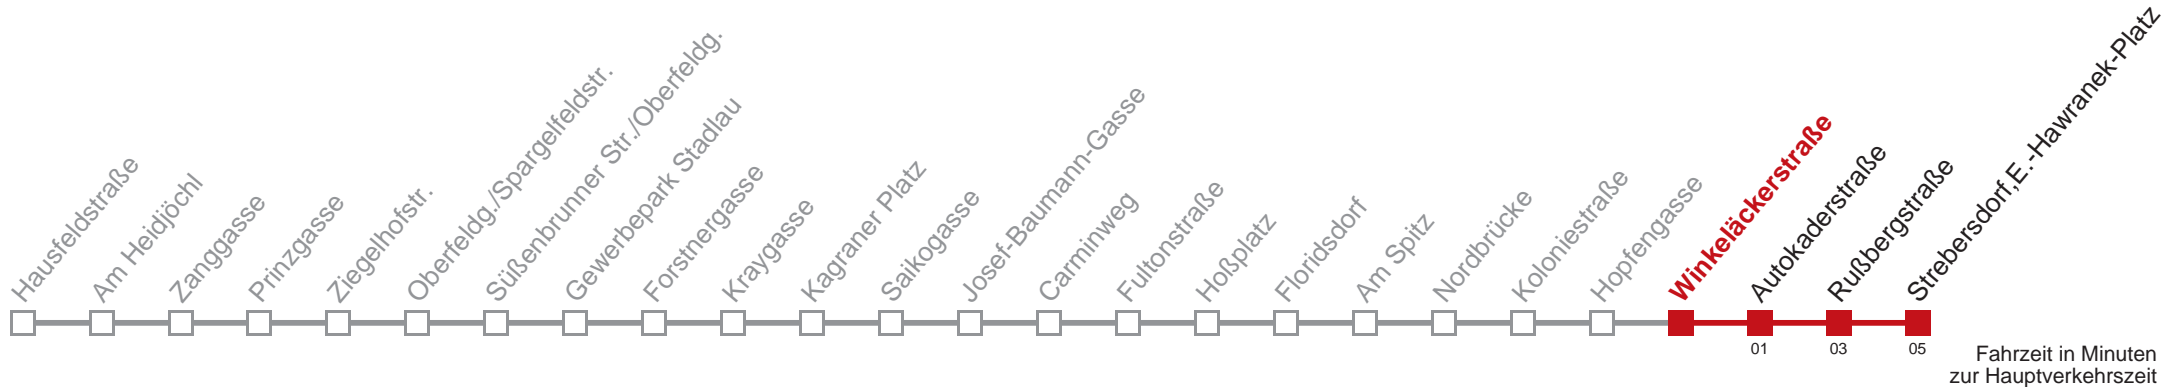 Hausfeldstraße
Am Heidjöchl
Zanggasse
Prinzgasse
Ziegelhofstr.
Oberfeldg./Spargelfeldstr.
Süßenbrunner Str./Oberfeldg.
Gewerbepark Stadlau
Forstnergasse
Kraygasse
Kagraner Platz
Saikogasse
Josef-Baumann-Gasse
Carminweg
Fultonstraße
Hoßplatz
Floridsdorf
Am Spitz
Nordbrücke
Koloniestraße
Hopfengasse
Winkeläckerstraße
Autokaderstraße
Rußbergstraße
Strebersdorf,E.-Hawranek-Platz
01
03
05
Fahrzeit in Minuten
zur Hauptverkehrszeit